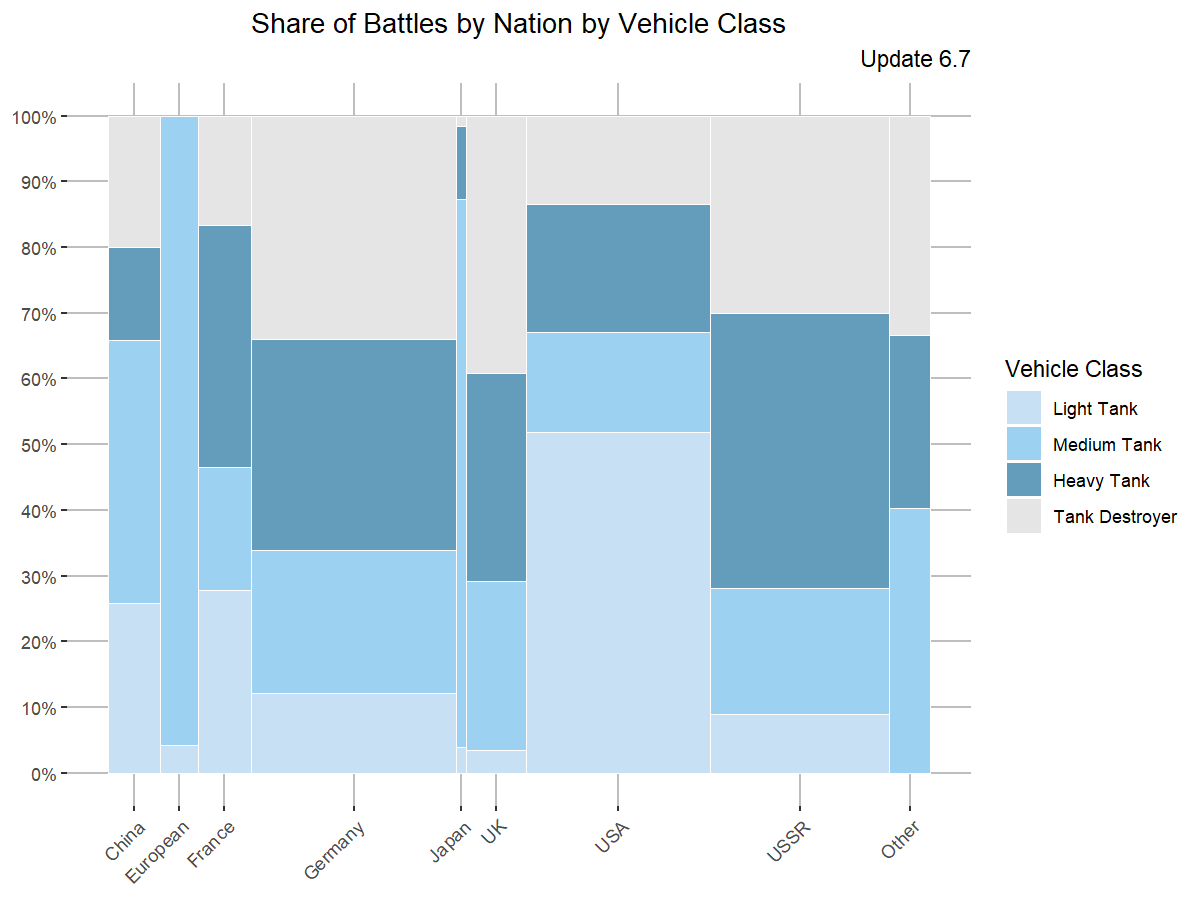 Share of Battles by Nation by Vehicle Class
Update 6.7
100%
90%
80%
70%
60%
50%
40%
30%
20%
10%
0%
China
European
France
Germany
Japan
UK
USA
USSR
Other
Vehicle Class
Light Tank
Medium Tank
Heavy Tank
Tank Destroyer